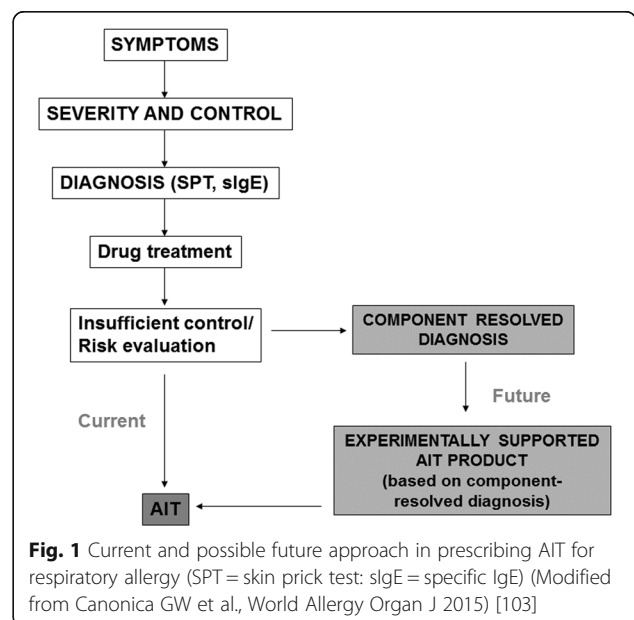 SYMPTOMS
SEVERITY AND CONTROL
DIAGNOSIS (SPT, sIgE)
Drug treatment
Insufficient control/
Risk evaluation
COMPONENT RESOLVED
DIAGNOSIS
Current
Future
EXPERIMENTALLY SUPPORTED
AIT PRODUCT
(based on component-
resolved diagnosis)
AIT
Fig. 1 Current and possible future approach in prescribing AIT for
respiratory allergy (SPT = skin prick test: sIgE = specific IgE) (Modified
from Canonica GW et al., World Allergy Organ J 2015) [103]